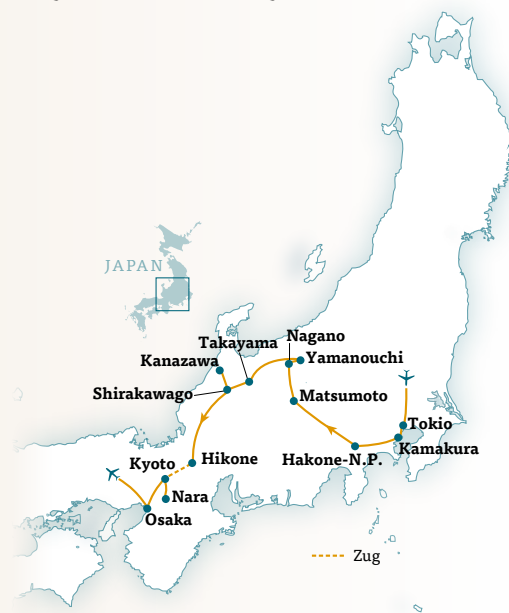 JAPAN
Nagano
Takayama
Yamanouchi
Kanazawa
Shirakawago
Matsumoto
Tokio
Kamakura
Hakone-N.P.
Hikone
Kyoto
Nara
Osaka
Zug